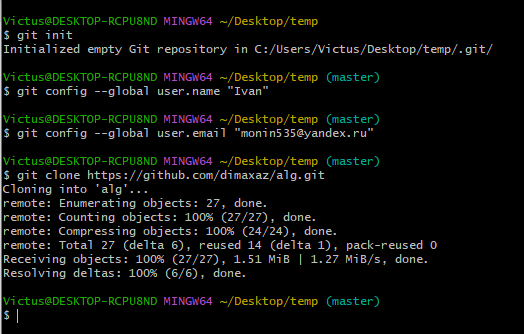 Victus@DESKTOP-RCPU8ND MINGW64 ~/Desktop/temp
$ git init
Initialized empty Git repository in C:/Users/Victus/Desktop/temp/.git/
Victus@DESKTOP-RCPU8ND MINGW64 ~/Desktop/temp (master)
$ git config --global user.name "Ivan"
Victus@DESKTOP-RCPU8ND MINGW64 ~/Desktop/temp (master)
$ git config --global user.email "monin535@yandex.ru"
Victus@DESKTOP-RCPU8ND MINGW64 ~/Desktop/temp (master)
$ git clone https://github.com/dimaxaz/alg.git
Cloning into 'alg'...
remote: Enumerating objects: 27, done.
remote: Counting objects: 100% (27/27), done.
remote: Compressing objects: 100% (24/24), done.
remote: Total 27 (delta 6), reused 14 (delta 1), pack-reused 0
Receiving objects: 100% (27/27), 1.51 MiB | 1.27 MiB/s, done.
Resolving deltas: 100% (6/6), done.
Victus@DESKTOP-RCPU8ND MINGW64 ~/Desktop/temp (master)
$